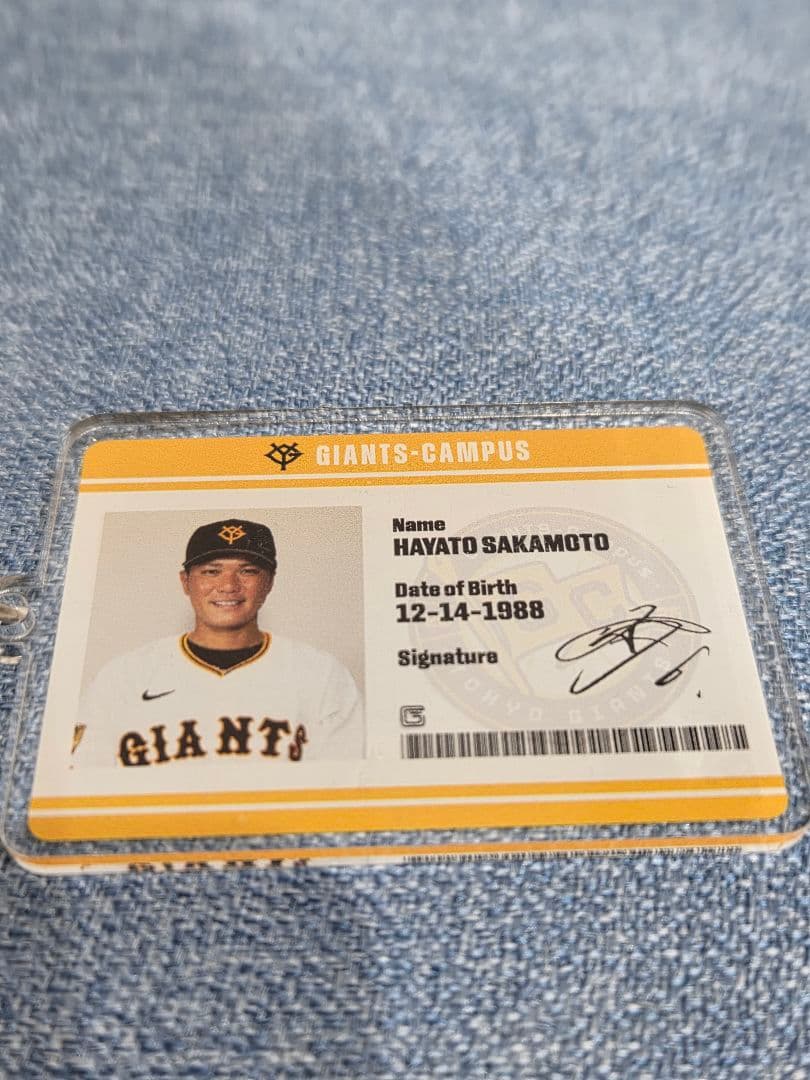 GIANTS-CAMPUS
Name
HAYATO SAKAMOTO
Date of Birth
12-14-1988
Signature
GIANTS